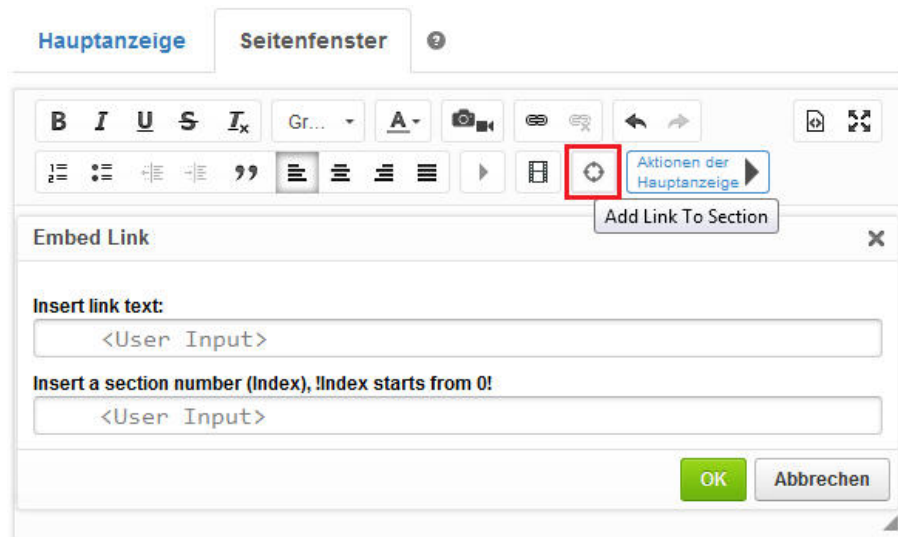 Hauptanzeige Seitenfenster ?
B I U S Ix Gr... A
Aktionen der
Hauptanzeige
Add Link To Section
Embed Link
Insert link text:
<User Input>
Insert a section number (Index), !Index starts from 0!
<User Input>
OK Abbrechen